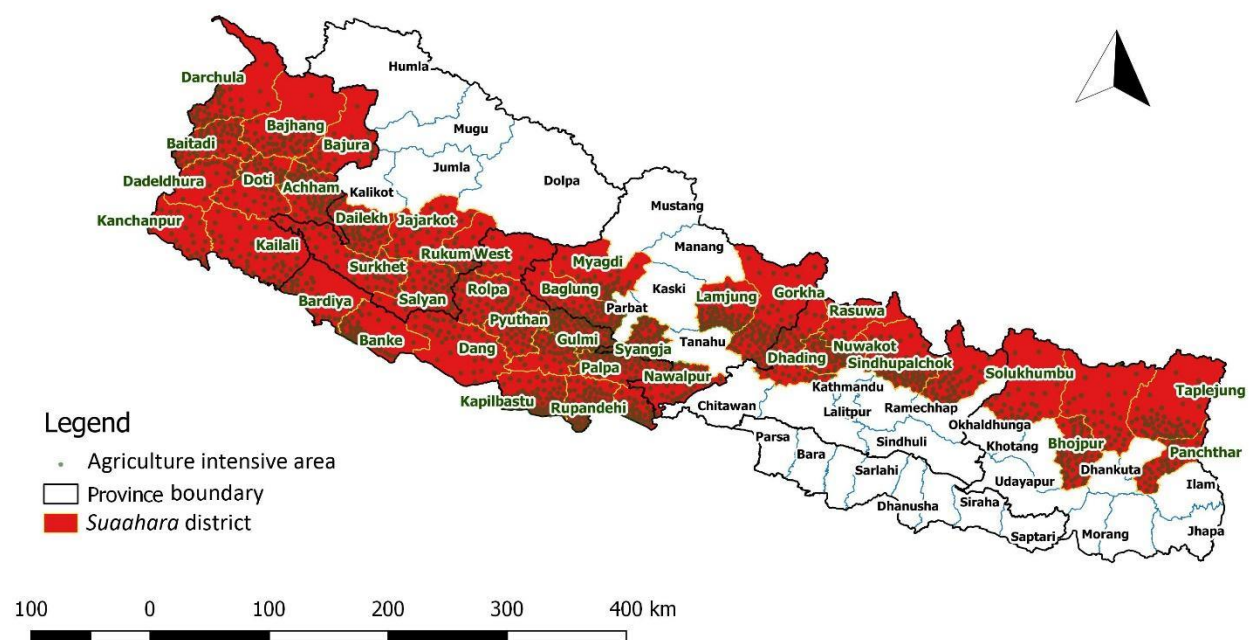 Humla
Darchula
Mugu
Bajhang
Baitadi
Bajura
Jumla
Doti
Dadeldhura
Achham
Kalikot
Dolpa
Mustang
Kanchanpur
Dailekh
Jajarkot
Kailali
Manang
Rukum West
Myagdi
Surkhet
Rolpa
Baglung
Kaski
Lamjung
Gorkha
Bardiya
Salyan
Parbat
Rasuwa
Pyuthan
Banke
Dang
Gulmi
Syangja
Tanahu
Nuwakot
Dhading
Sindhupalchok
Palpa
Nawalpur
Solukhumbu
Kathmandu
Taplejung
Kapilbastu
Rupandehi
Chitawan
Lalitpur
Ramechhap
Okhaldhunga
Parsa
Bara
Sindhuli
Khotang
Bhojpur
Panchthar
Sarlahi
Udayapur
Dhankuta
Ilam
Dhanusha
Siraha
Saptari
Morang
Jhapa
Legend
Agriculture intensive area
Province boundary
Suaahara district
100 0 100 200 300 400 km